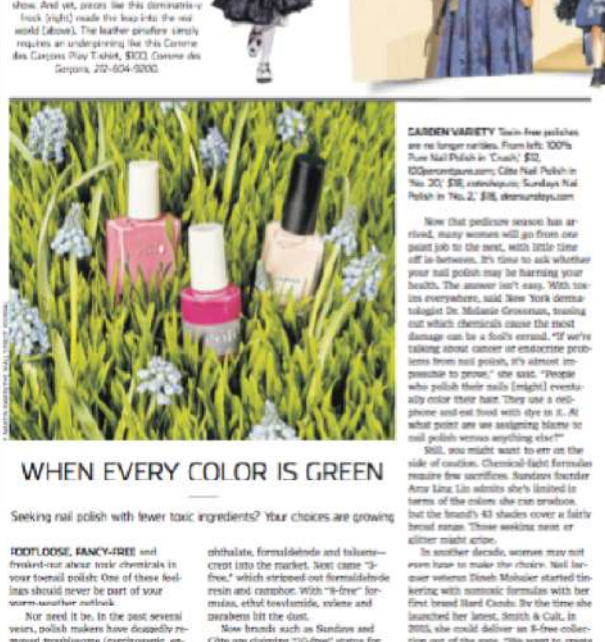 show. And yet, pieces like this dominatrix-y
frock (right) made the leap into the real
world (above). The leather pinafore simply
requires an underpinning like this Comme
des Garçons Play T-shirt, $100, Comme des
Garçons, 212-604-9200.
GARDEN VARIETY Toxin-free polishes
are no longer rarities. From left: 100%
Pure Nail Polish in 'Crush,' $12,
100percentpure.com; Côte Nail Polish in
'No. 20,' $18, Sundays Nail
Polish in 'No. 2,' $18, dearsundays.com
WHEN EVERY COLOR IS GREEN
Seeking nail polish with fewer toxic ingredients? Your choices are growing
FOOTLOOSE, FANCY-FREE and
freaked-out about toxic chemicals in
your toenail polish: One of these feel-
ings should never be part of your
warm-weather outlook.
Nor need it be. In the past several
years, polish makers have doggedly re-
phthalate, formaldehyde and toluene—
crept into the market. Next came "5-
free," which stripped out formaldehyde
resin and camphor. With "8-free" for-
mulas, ethyl tosylamide, xylene and
parabens bit the dust.
Now brands such as Sundays and
Côte are claiming "10-free" status for
Now that pedicure season has ar-
rived, many women will go from one
paint job to the next, with little time
off in-between. It's time to ask whether
your nail polish may be harming your
health. The answer isn't easy. With tox-
ins everywhere, said New York derma-
tologist Dr. Melanie Grossman, teasing
out which chemicals cause the most
damage can be a fool's errand. "If we're
talking about cancer or endocrine prob-
lems from nail polish, it's almost im-
possible to prove," she said. "People
who polish their nails [might] eventu-
ally color their hair. They use a cell-
phone and eat food with dye in it. At
what point are we assigning blame to
nail polish versus anything else?"
Still, you might want to err on the
side of caution. Chemical-light formulas
require few sacrifices. Sundays founder
Amy Ling Lin admits she's limited in
terms of the colors she can produce,
but the brand's 43 shades cover a fairly
broad range. Those seeking neon or
glitter might gripe.
In another decade, women may not
even have to make the choice. Nail lac-
quer veteran Dineh Mohajer started tin-
kering with nontoxic formulas with her
first brand Hard Candy. By the time she
launched her latest, Smith & Cult, in
she could deliver an 8-free collec-